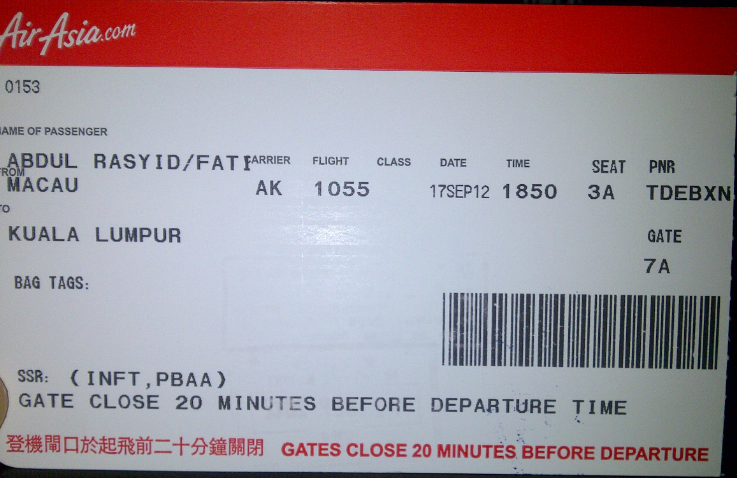 AirAsia.com
0153
NAME OF PASSENGER
ABDUL RASYID/FATI
CARRIER FLIGHT CLASS DATE TIME SEAT PNR
FROM
MACAU AK 1055 17SEP12 1850 3A TDEBXN
TO
KUALA LUMPUR GATE
7A
BAG TAGS:
SSR: (INFT,PBAA)
GATE CLOSE 20 MINUTES BEFORE DEPARTURE TIME
登機閘口於起飛前二十分鐘關閉 GATES CLOSE 20 MINUTES BEFORE DEPARTURE